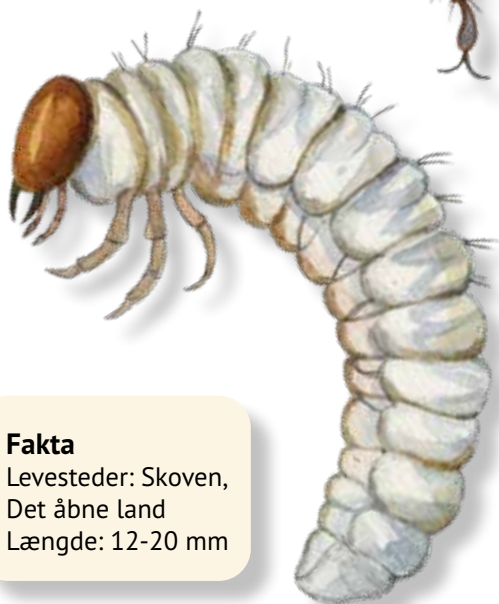 Fakta
Levesteder: Skoven,
Det åbne land
Længde: 12-20 mm